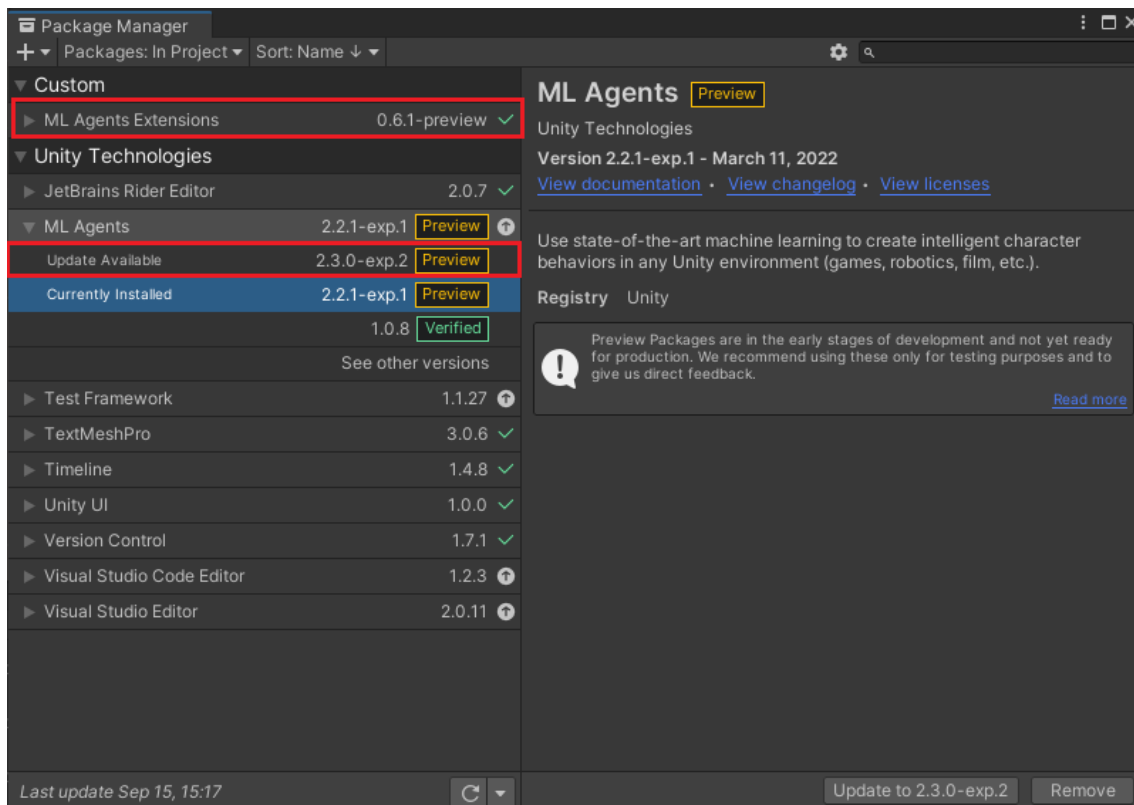 Package Manager
+ Packages: In Project Sort: Name ↓
Custom
ML Agents Extensions 0.6.1-preview
Unity Technologies
JetBrains Rider Editor 2.0.7
ML Agents 2.2.1-exp.1 Preview
Update Available 2.3.0-exp.2 Preview
Currently Installed 2.2.1-exp.1 Preview
1.0.8 Verified
See other versions
Test Framework 1.1.27
TextMeshPro 3.0.6
Timeline 1.4.8
Unity UI 1.0.0
Version Control 1.7.1
Visual Studio Code Editor 1.2.3
Visual Studio Editor 2.0.11
Last update Sep 15, 15:17
ML Agents Preview
Unity Technologies
Version 2.2.1-exp.1 - March 11, 2022
View documentation • View changelog • View licenses
Use state-of-the-art machine learning to create intelligent character
behaviors in any Unity environment (games, robotics, film, etc.).
Registry Unity
Preview Packages are in the early stages of development and not yet ready
for production. We recommend using these only for testing purposes and to
give us direct feedback.
Read more
Update to 2.3.0-exp.2 Remove